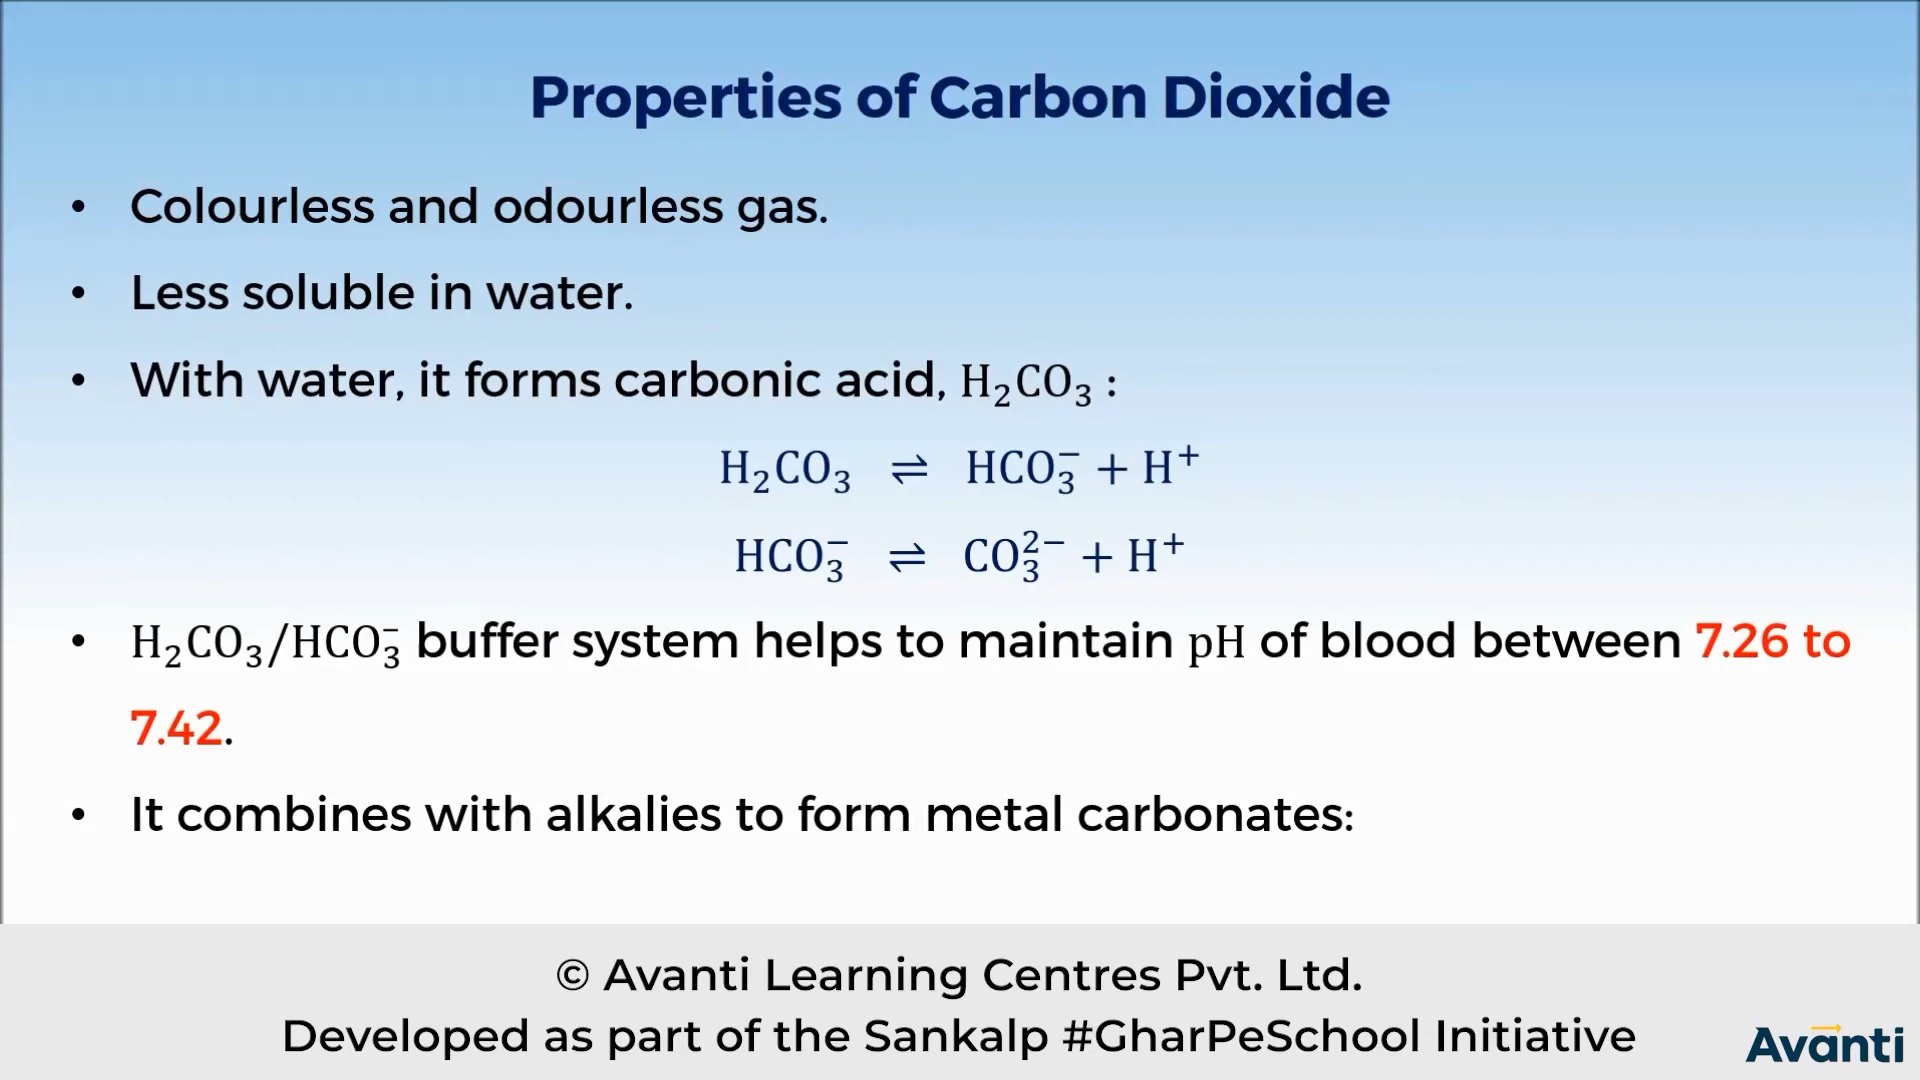 Properties of Carbon Dioxide
• Colourless and odourless gas.
• Less soluble in water.
• With water, it forms carbonic acid, H₂CO₃ :
H₂CO₃ ⇌ HCO₃⁻ + H⁺
HCO₃⁻ ⇌ CO₃²⁻ + H⁺
• H₂CO₃/HCO₃⁻ buffer system helps to maintain pH of blood between 7.26 to
7.42.
• It combines with alkalies to form metal carbonates:
© Avanti Learning Centres Pvt. Ltd.
Developed as part of the Sankalp #GharPeSchool Initiative
Avanti